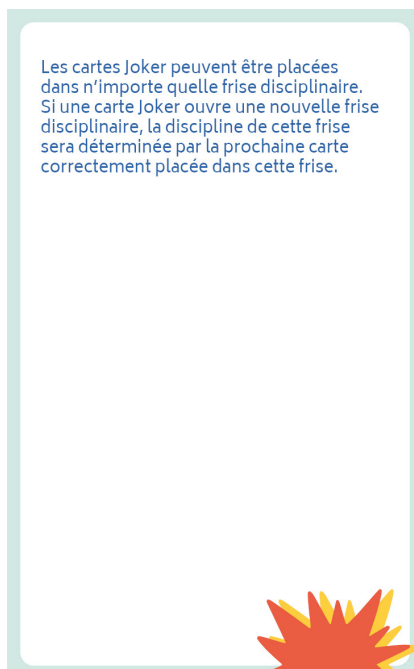 Les cartes Joker peuvent être placées
dans n’importe quelle frise disciplinaire.
Si une carte Joker ouvre une nouvelle frise
disciplinaire, la discipline de cette frise
sera déterminée par la prochaine carte
correctement placée dans cette frise.